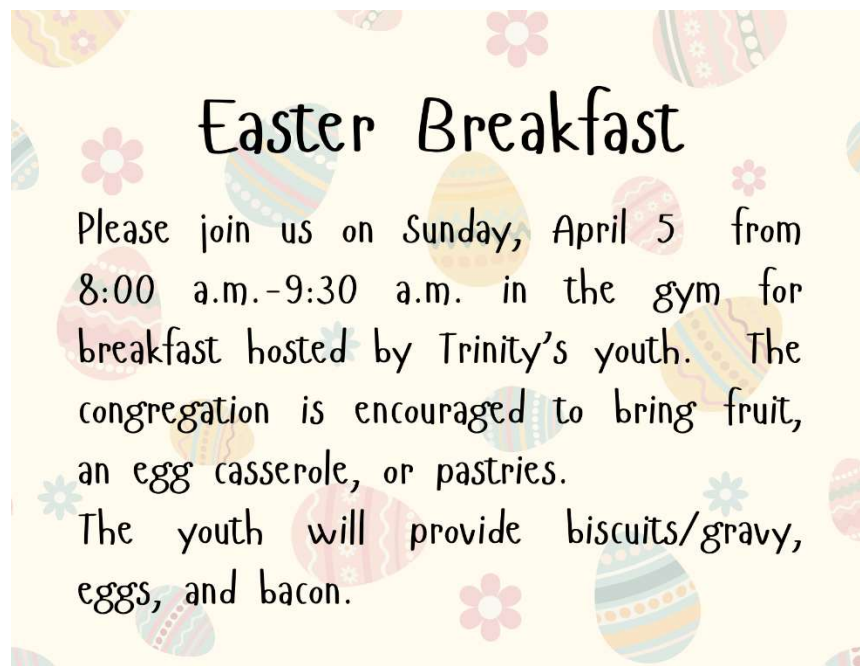 Easter Breakfast
Please join us on Sunday, April 5 from
8:00 a.m.-9:30 a.m. in the gym for
breakfast hosted by Trinity's youth. The
congregation is encouraged to bring fruit,
an egg casserole, or pastries.
The youth will provide biscuits/gravy,
eggs, and bacon.